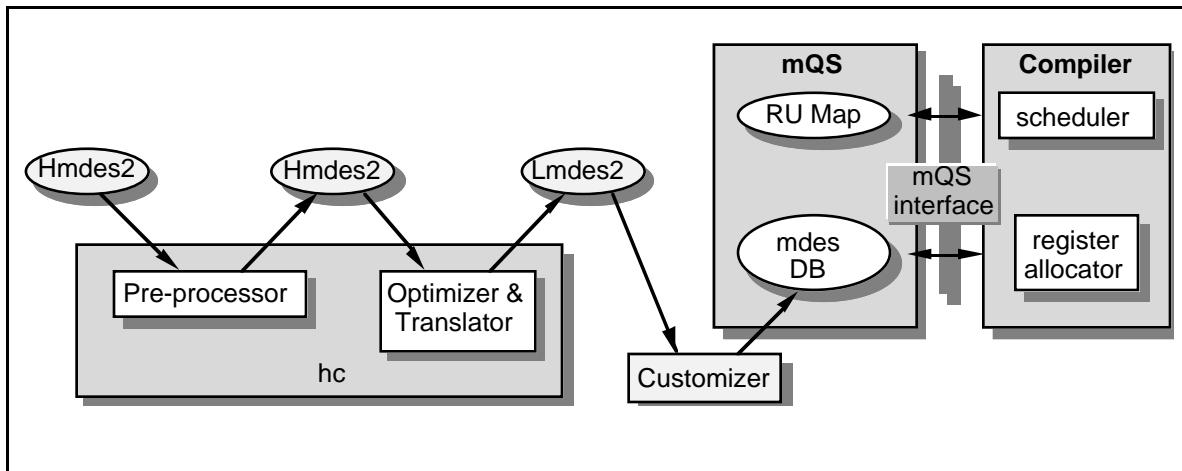 mQS
Compiler
RU Map
scheduler
Hmdes2
Hmdes2
Lmdes2
mQS
interface
mdes
DB
register
allocator
Pre-processor
Optimizer &
Translator
hc
Customizer